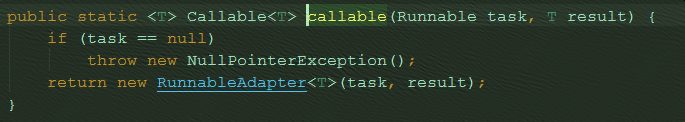 public static <T> Callable<T> callable(Runnable task, T result) {
    if (task == null)
        throw new NullPointerException();
    return new RunnableAdapter<T>(task, result);
}